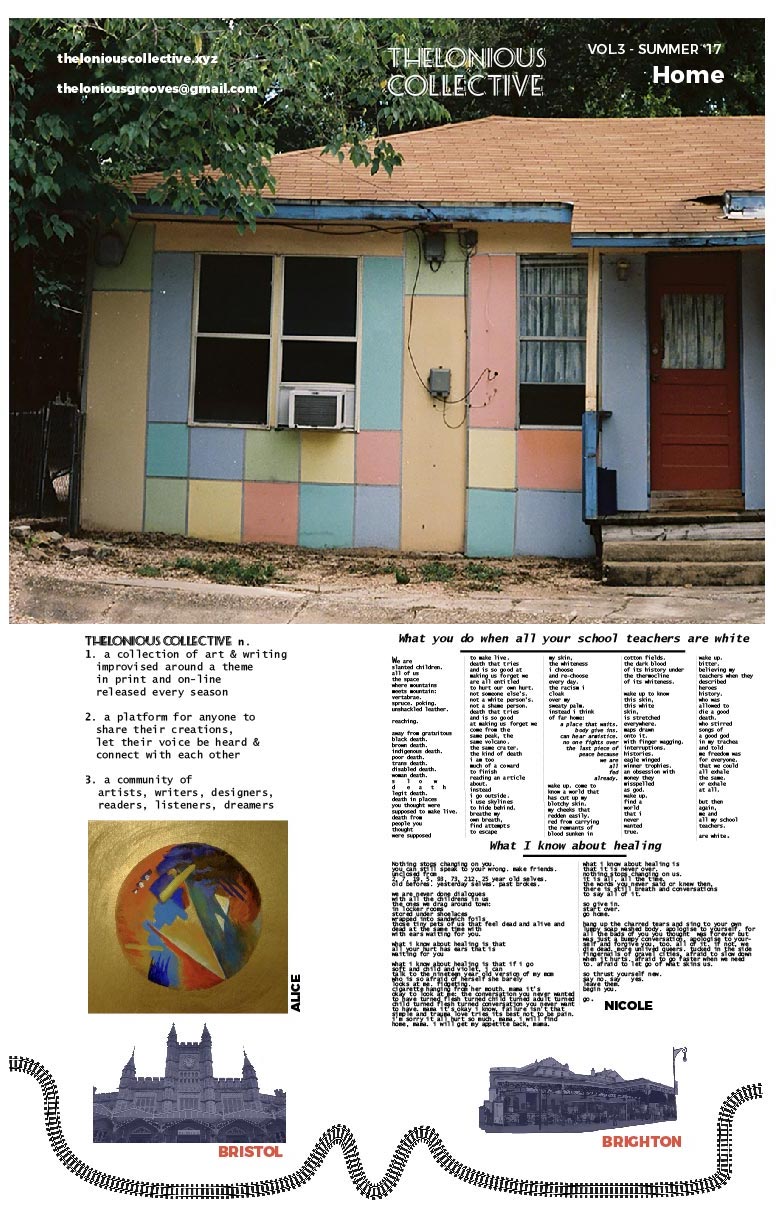 theloniouscollective.xyz
theloniousgrooves@gmail.com
THELONIOUS
COLLECTIVE
VOL3 - SUMMER '17
Home
THELONIOUS COLLECTIVE n.
1. a collection of art & writing
improvised around a theme
in print and on-line
released every season
2. a platform for anyone to
share their creations,
let their voice be heard &
connect with each other
3. a community of
artists, writers, designers,
readers, listeners, dreamers
ALICE
What you do when all your school teachers are white
We are
slanted children.
all of us
the space
where mountains
meets mountain:
vertabrae.
spruce, poking.
unshackled leather.
reaching.
away from gratuitous
black death.
brown death.
indigenous death.
poor death.
trans death.
disabled death.
woman death.
s l o w
d e a t h
legit death.
death in places
you thought were
supposed to make live.
death from
people you
thought
were supposed
to make live.
death that tries
and is so good at
making us forget we
are all entitled
to hurt our own hurt.
not someone else's,
not a white person's.
not a shame person.
death that tries
and is so good
at making us forget we
come from the
same peak, the
same volcano.
the same crater.
the kind of death
i am too
much of a coward
to finish
reading an article
about.
instead
i go outside.
i use skylines
to hide behind.
breathe my
own breath,
find attempts
to escape
my skin,
the whiteness
i choose
and re-choose
every day.
the racism i
cloak
over my
sweaty palm.
instead i think
of far home:
a place that waits.
body give ins.
can hear armistice.
no one fights over
the last piece of
peace because
we are
all
fed
already.
wake up. come to
know a world that
has cut up my
blotchy skin.
my cheeks that
redden easily.
red from carrying
the remnants of
blood sunken in
cotton fields.
the dark blood
of its history under
the thermocline
of its whiteness.
wake up to know
this skin,
this white
skin,
is stretched
everywhere.
maps drawn
onto it.
with finger wagging.
interruptions.
histories.
eagle winged
winner trophies.
an obsession with
money they
misspelled
as god.
wake up.
find a
world
that i
never
wanted
true.
wake up.
bitter.
believing my
teachers when they
described
heroes
history.
who was
allowed to
die a good
death.
who stirred
songs of
a good god
in my trachea
and told
me freedom was
for everyone.
that we could
all exhale
the same.
or exhale
at all.
but then
again,
me and
all my school
teachers.
are white.
What I know about healing
Nothing stops changing on you.
you can still speak to your wrong. make friends.
unclosed from
2, 7, 19, 5, 98, 73, 212, 25 year old selves.
old befores. yesterday selves. past brokes.
we are never done dialogues
with all the childrens in us
the ones we drag around town:
in locker rooms
stored under shoelaces
wrapped into sandwich foils
those tiny pets of us that feel dead and alive and
dead at the same time with
with ears waiting for you.
what i know about healing is that
all your hurt has ears that is
waiting for you
what i know about healing is that if i go
soft and child and violet, i can
talk to the nineteen year old version of my mom
who is so afraid of herself she barely
looks at me. fidgeting.
cigarette hanging from her mouth. mama it's
okay to look at me: the conversation you never wanted
to have turned flesh turned child turned adult turned
child turned flesh turned conversation you never want
to have. mama it's okay i know, failure isn't that
simple and trauma love tries its best not to be pain.
i'm sorry it all hurt so much, mama. i will find
home, mama. i will get my appetite back, mama.
what i know about healing is
that it is never over.
nothing stops changing on us.
it is all, all the time.
the words you never said or knew then,
there is still breath and conversations
to say all of it.
so give in.
start over.
go home.
hang up the charred tears and sing to your own
lumpy soap washed body. apologise to yourself, for
all the bads of you you thought was forever but
was just a bumpy conversation. apologise to your-
self and forgive you, too. all of it. if not, we
die dead. more unlived queers. tucked in the side
fingernails of gravel cities. afraid to slow down
when it hurts. afraid to go faster when we need
to. afraid to let go of what skins us.
so thrust yourself new.
say no. say yes.
leave them.
begin you.
go.
NICOLE
BRISTOL
BRIGHTON